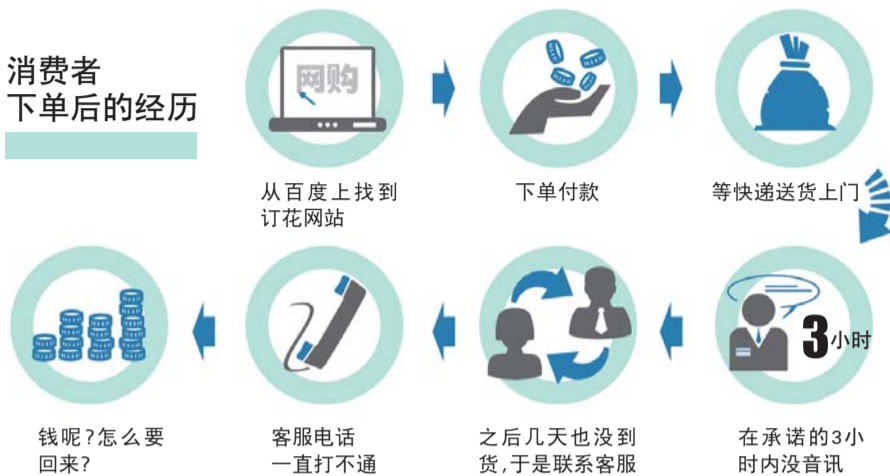 消费者
下单后的经历
网购
从百度上找到
订花网站
下单付款
等快递送货上门
3小时
在承诺的3小
时内没音讯
之后几天也没到
货,于是联系客服
客服电话
一直打不通
钱呢?怎么要
回来?